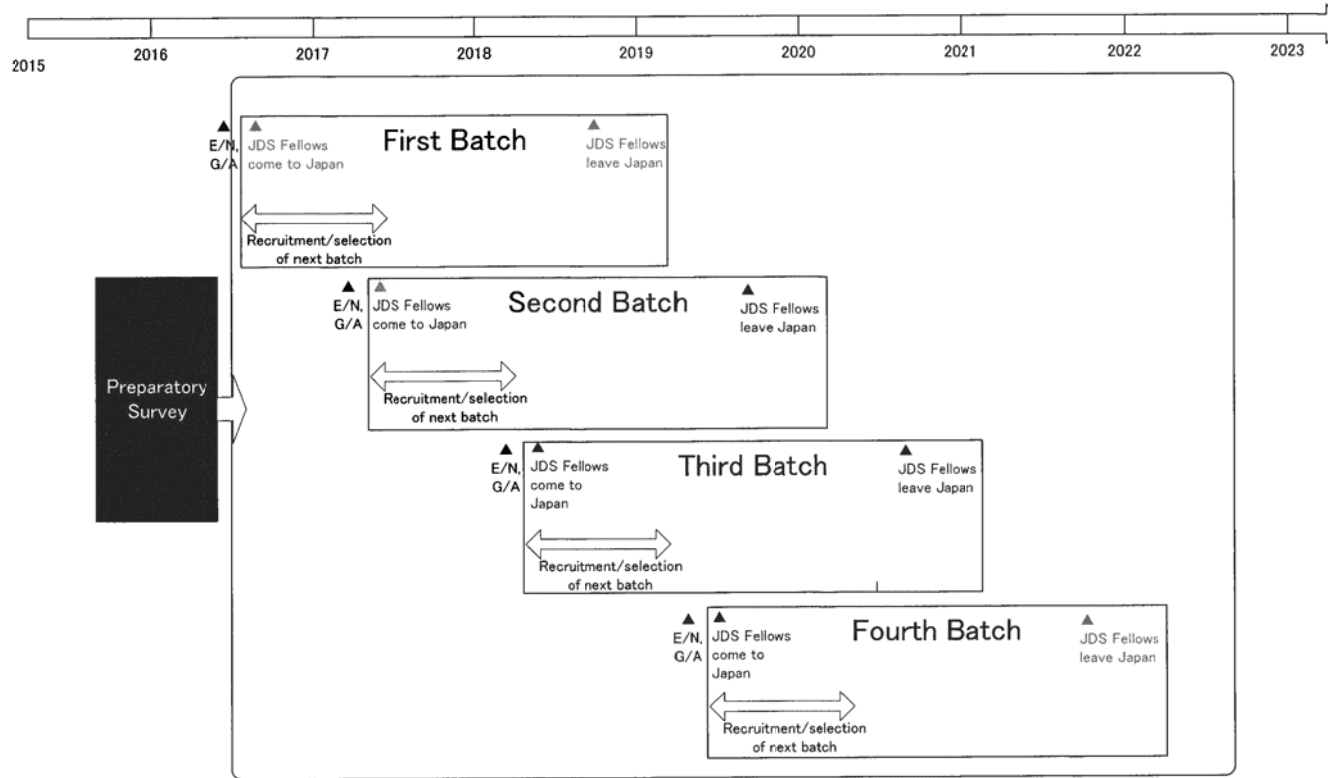 2015
2016
2017
2018
2019
2020
2021
2022
2023
First Batch
E/N,
G/A
JDS Fellows
come to Japan
JDS Fellows
leave Japan
Recruitment/selection
of next batch
Second Batch
E/N,
G/A
JDS Fellows
come to Japan
JDS Fellows
leave Japan
Recruitment/selection
of next batch
Preparatory
Survey
Third Batch
E/N,
G/A
JDS Fellows
come to
Japan
JDS Fellows
leave Japan
Recruitment/selection
of next batch
Fourth Batch
E/N,
G/A
JDS Fellows
come to
Japan
JDS Fellows
leave Japan
Recruitment/selection
of next batch